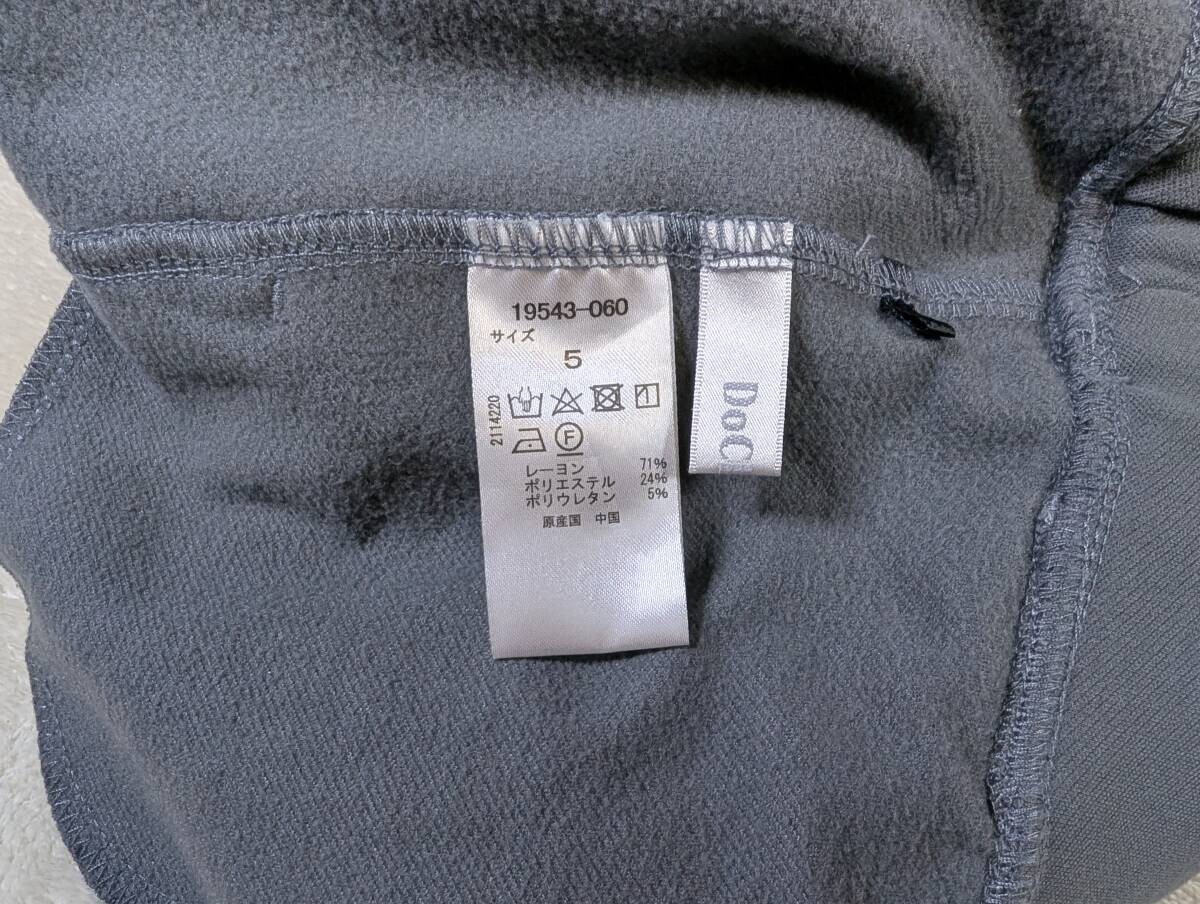 19543-060
サイズ
5
2114220
F
レーヨン 71%
ポリエステル 24%
ポリウレタン 5%
原産国 中国
DoC